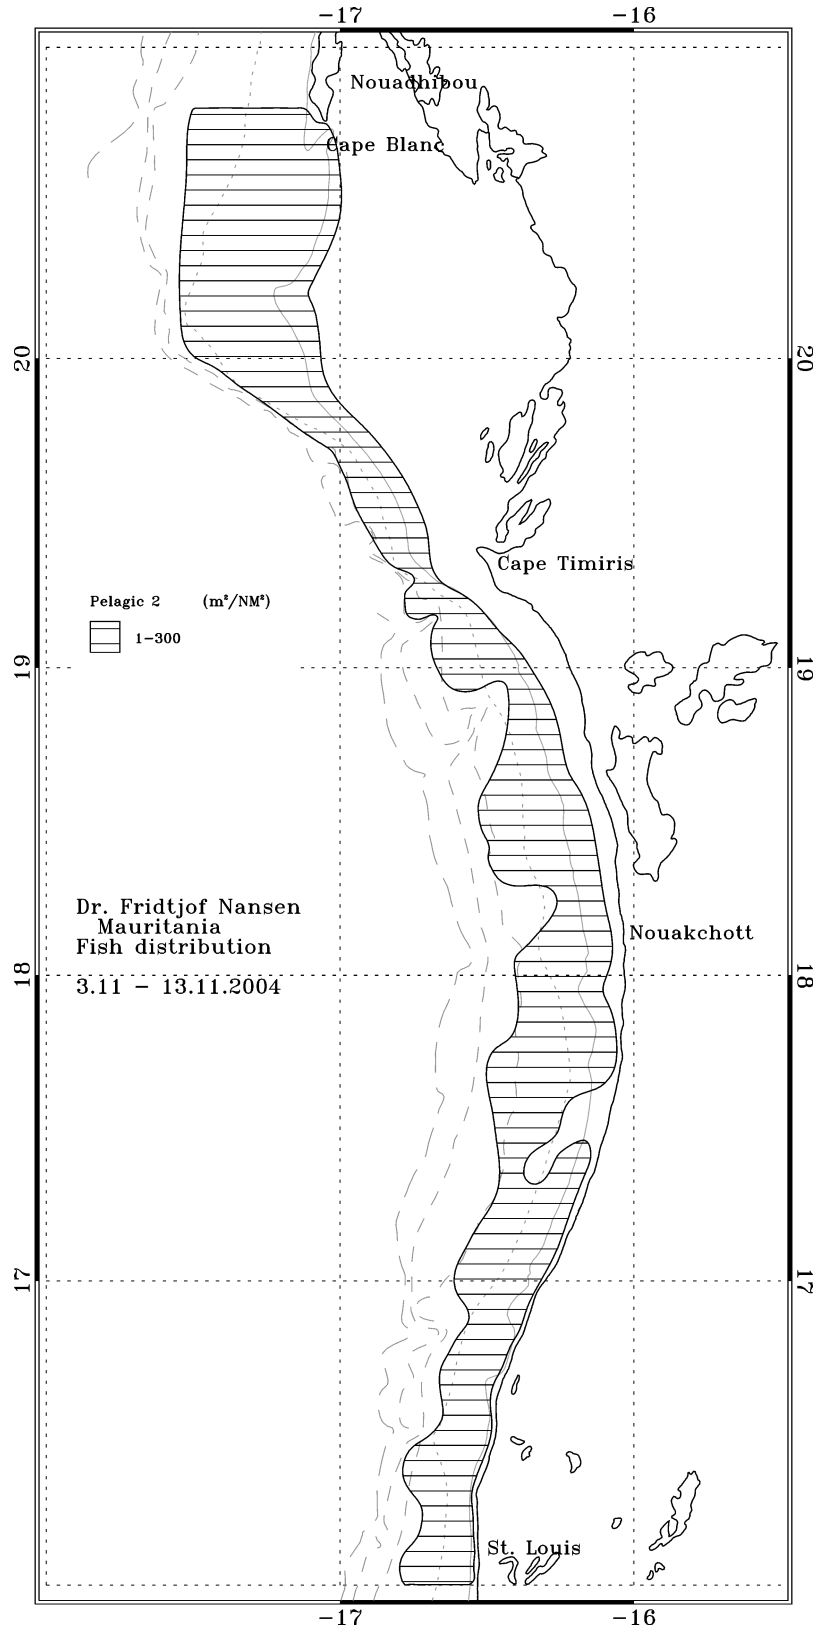 -17 -16
Nouadhibou
Cape Blanc
20 20
Cape Timiris
Pelagic 2 (m²/NM²)
1-300
19 19
Dr. Fridtjof Nansen
Mauritania
Fish distribution
Nouakchott
18 18
3.11 - 13.11.2004
17 17
St. Louis
-17 -16